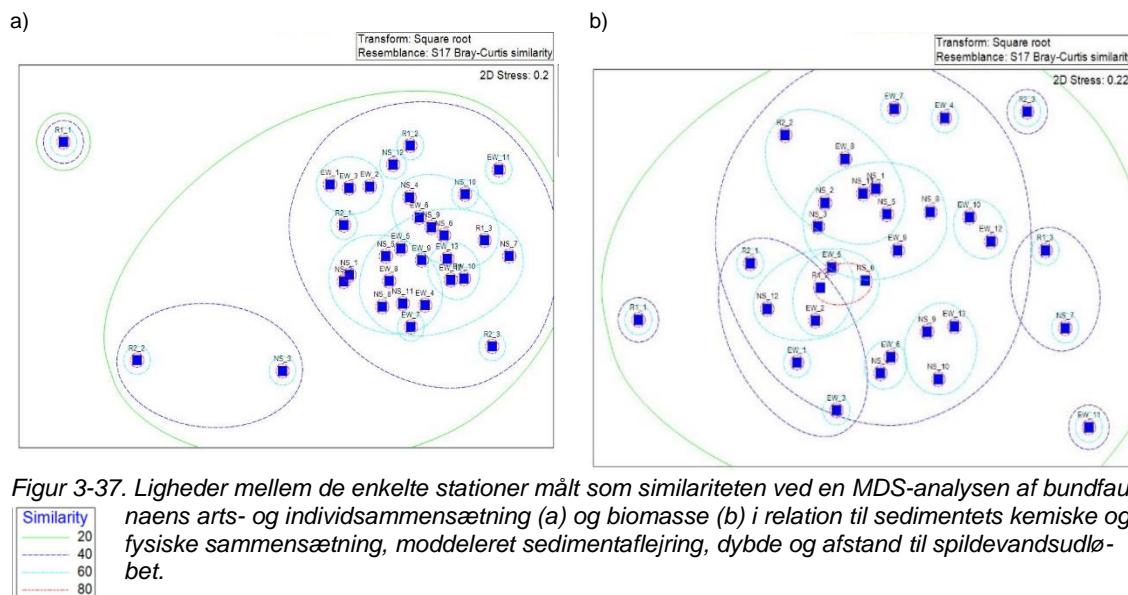 a)
Transform: Square root
Resemblance: S17 Bray-Curtis similarity
2D Stress: 0.2
R1_1
R1_2
NS_12
EW_11
EW_1
EW_3
EW_2
NS_4
NS_10
R2_1
EW_6
NS_9
NS_6
R1_3
NS_5
EW_5
EW_9
EW_13
NS_7
NS_1
EW_8
EW_10
NS_8
NS_11
EW_4
EW_7
R2_2
NS_3
R2_3
b)
Transform: Square root
Resemblance: S17 Bray-Curtis similarity
2D Stress: 0.22
EW_7
EW_4
R2_3
R2_2
EW_8
NS_1
NS_11
NS_2
NS_5
NS_8
EW_10
NS_3
EW_12
EW_9
R1_3
R2_1
EW_5
NS_6
NS_12
EW_2
R1_1
NS_7
NS_9
EW_13
EW_1
EW_6
NS_10
EW_3
EW_11
Figur 3-37. Ligheder mellem de enkelte stationer målt som similariteten ved en MDS-analysen af bundfau-
naens arts- og individsammensætning (a) og biomasse (b) i relation til sedimentets kemiske og
fysiske sammensætning, moddeleret sedimentaflejring, dybde og afstand til spildevandsudlø-
bet.
Similarity
20
40
60
80